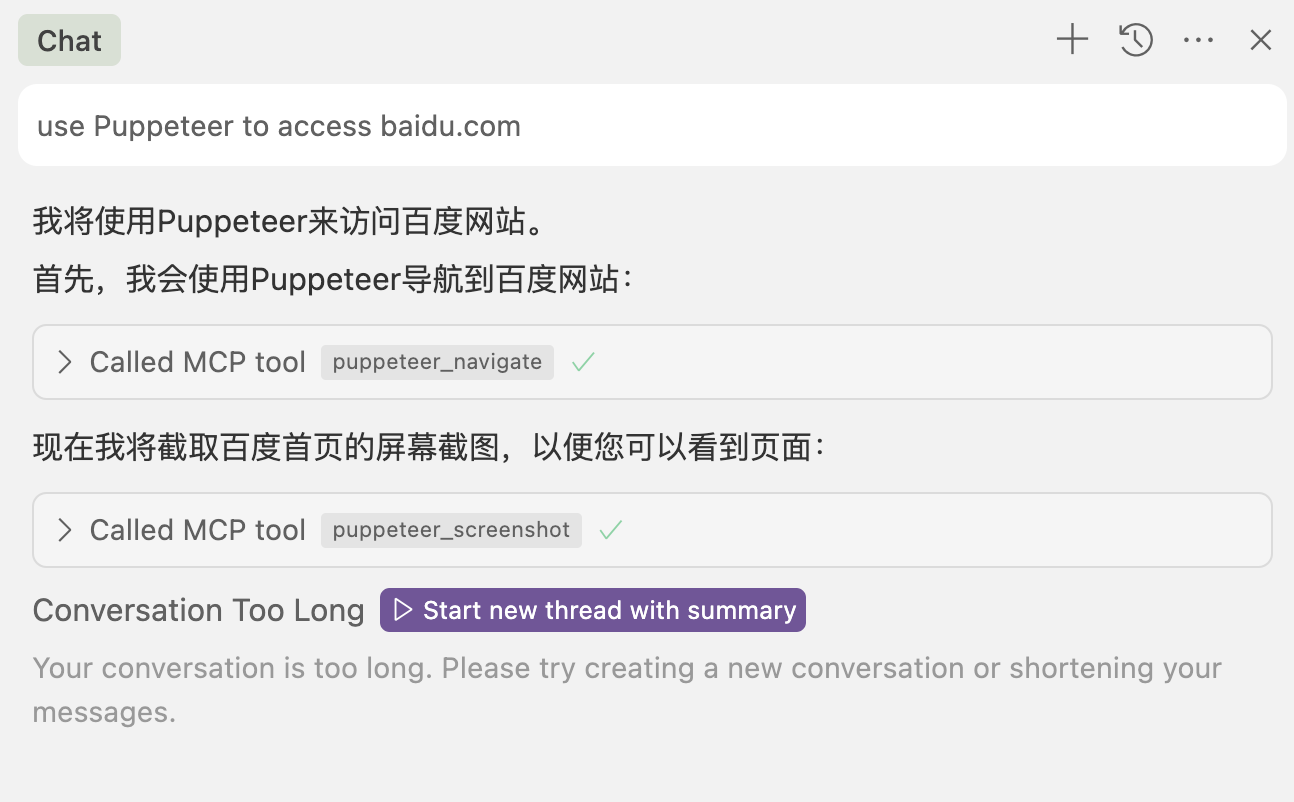 Chat
use Puppeteer to access baidu.com
我将使用Puppeteer来访问百度网站。
首先，我会使用Puppeteer导航到百度网站：
Called MCP tool puppeteer_navigate
现在我将截取百度首页的屏幕截图，以便您可以看到页面：
Called MCP tool puppeteer_screenshot
Conversation Too Long Start new thread with summary
Your conversation is too long. Please try creating a new conversation or shortening your
messages.